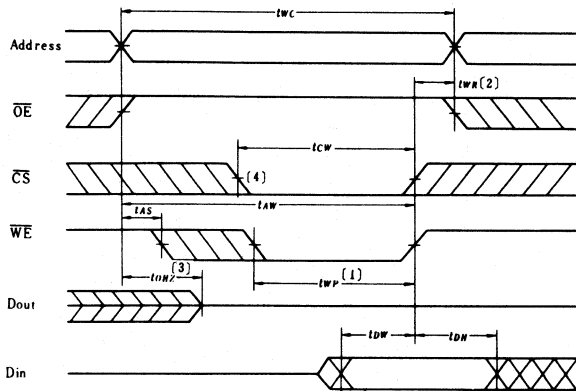 tWC
Address
tWR(2)
OE
tCW
CS
(4)
tAW
tAS
WE
(3)
tOHZ
(1)
tWP
Dout
tDW
tDH
Din